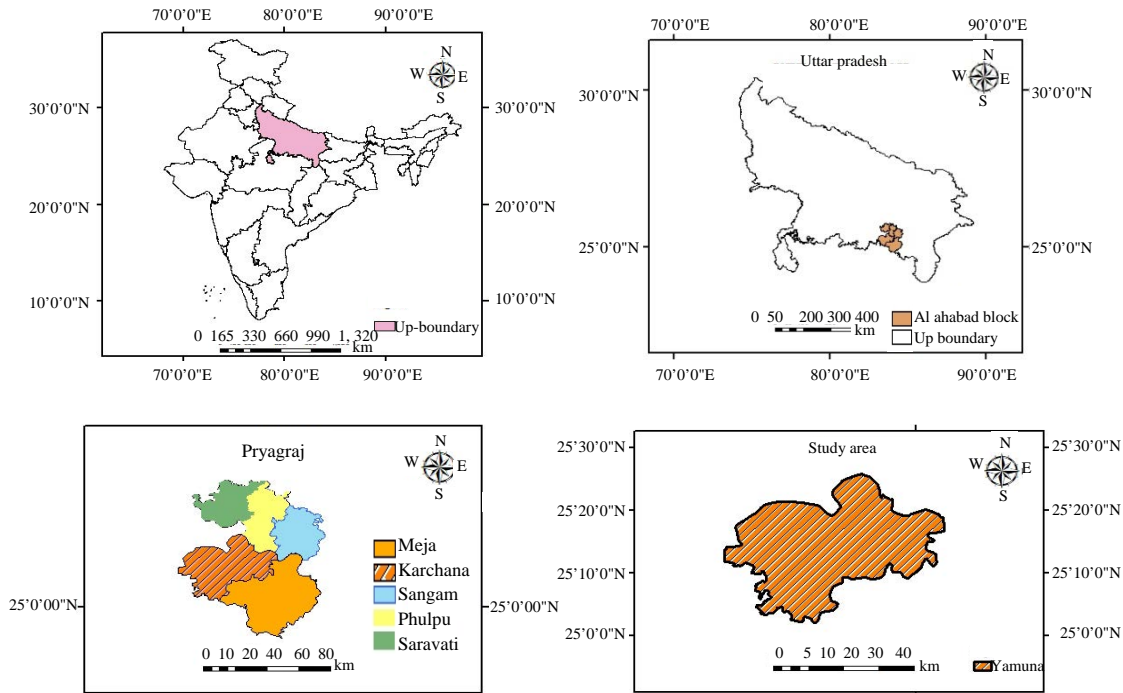 70’0’0"E 80’0’0"E 90’0’0"E
N
W E
S
30’0’0"N 30’0’0"N
20’0’0"N 20’0’0"N
10’0’0"N 10’0’0"N
Up-boundary
0 165 330 660 990 1, 320
km
70’0’0"E 80’0’0"E 90’0’0"E
70’0’0"E 80’0’0"E 90’0’0"E
Uttar pradesh
N
W E
S
30’0’0"N 30’0’0"N
25’0’0"N 25’0’0"N
0 50 200 300 400
km
Al ahabad block
Up boundary
70’0’0"E 80’0’0"E 90’0’0"E
Pryagraj
N
W E
S
Meja
Karchana
Sangam
Phulpu
Saravati
25’0’00"N 25’0’00"N
0 10 20 40 60 80
km
Study area
N
W E
S
25’30’0"N 25’30’0"N
25’20’0"N 25’20’0"N
25’10’0"N 25’10’0"N
25’0’0"N 25’0’0"N
0 5 10 20 30 40
km
Yamuna